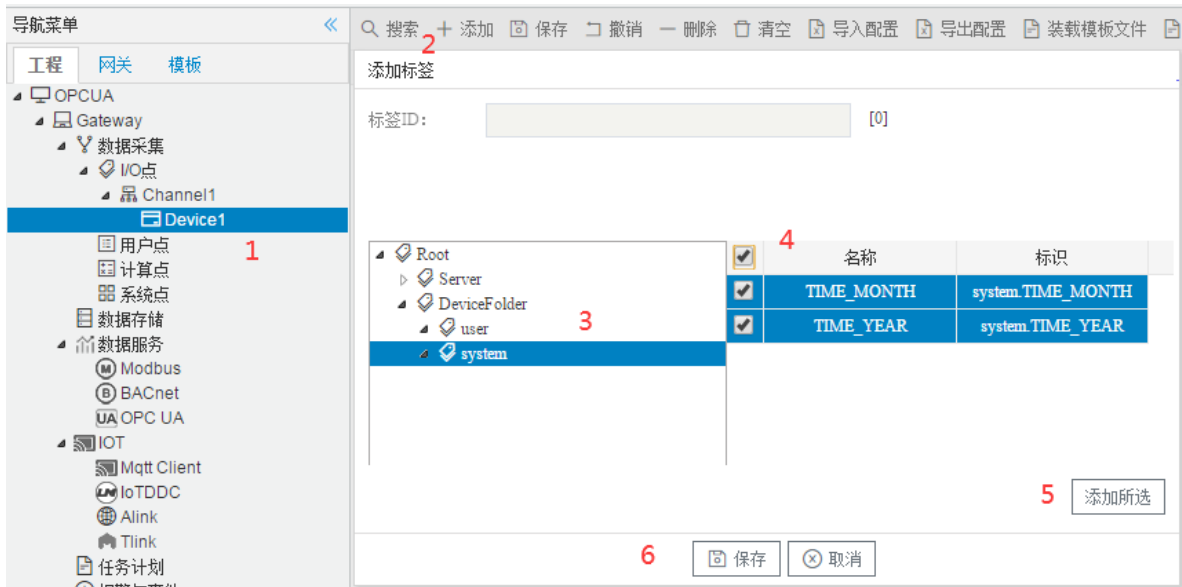 导航菜单
工程 网关 模板
OPCUA
Gateway
数据采集
I/O点
Channel1
Device1
1
用户点
计算点
系统点
数据存储
数据服务
M Modbus
B BACnet
UA OPC UA
IOT
Mqtt Client
IoTDDC
Alink
Tlink
任务计划
搜索 添加 保存 撤销 删除 清空 导入配置 导出配置 装载模板文件
2
添加标签
标签ID: [0]
Root
Server
DeviceFolder
user
system
3
4
名称 标识
TIME_MONTH system.TIME_MONTH
TIME_YEAR system.TIME_YEAR
5 添加所选
6 保存 取消